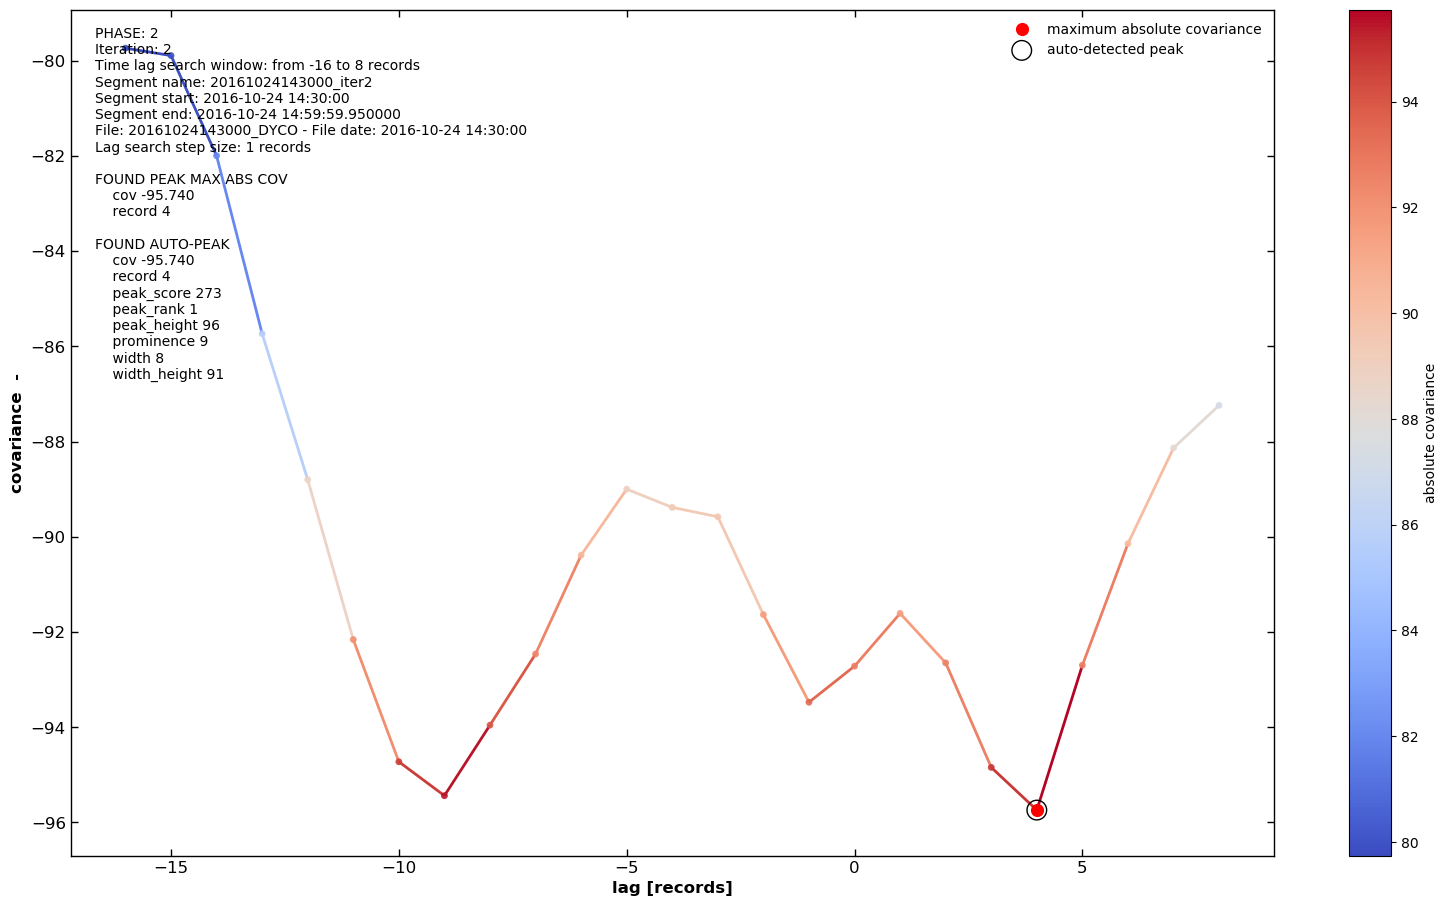 PHASE: 2
Iteration: 2
Time lag search window: from -16 to 8 records
Segment name: 20161024143000_iter2
Segment start: 2016-10-24 14:30:00
Segment end: 2016-10-24 14:59:59.950000
File: 20161024143000_DYCO - File date: 2016-10-24 14:30:00
Lag search step size: 1 records
FOUND PEAK MAX ABS COV
cov -95.740
record 4
FOUND AUTO-PEAK
cov -95.740
record 4
peak_score 273
peak_rank 1
peak_height 96
prominence 9
width 8
width_height 91
maximum absolute covariance
auto-detected peak
−80
−82
−84
−86
−88
−90
−92
−94
−96
covariance -
−15
−10
−5
0
5
lag [records]
94
92
90
88
86
84
82
80
absolute covariance